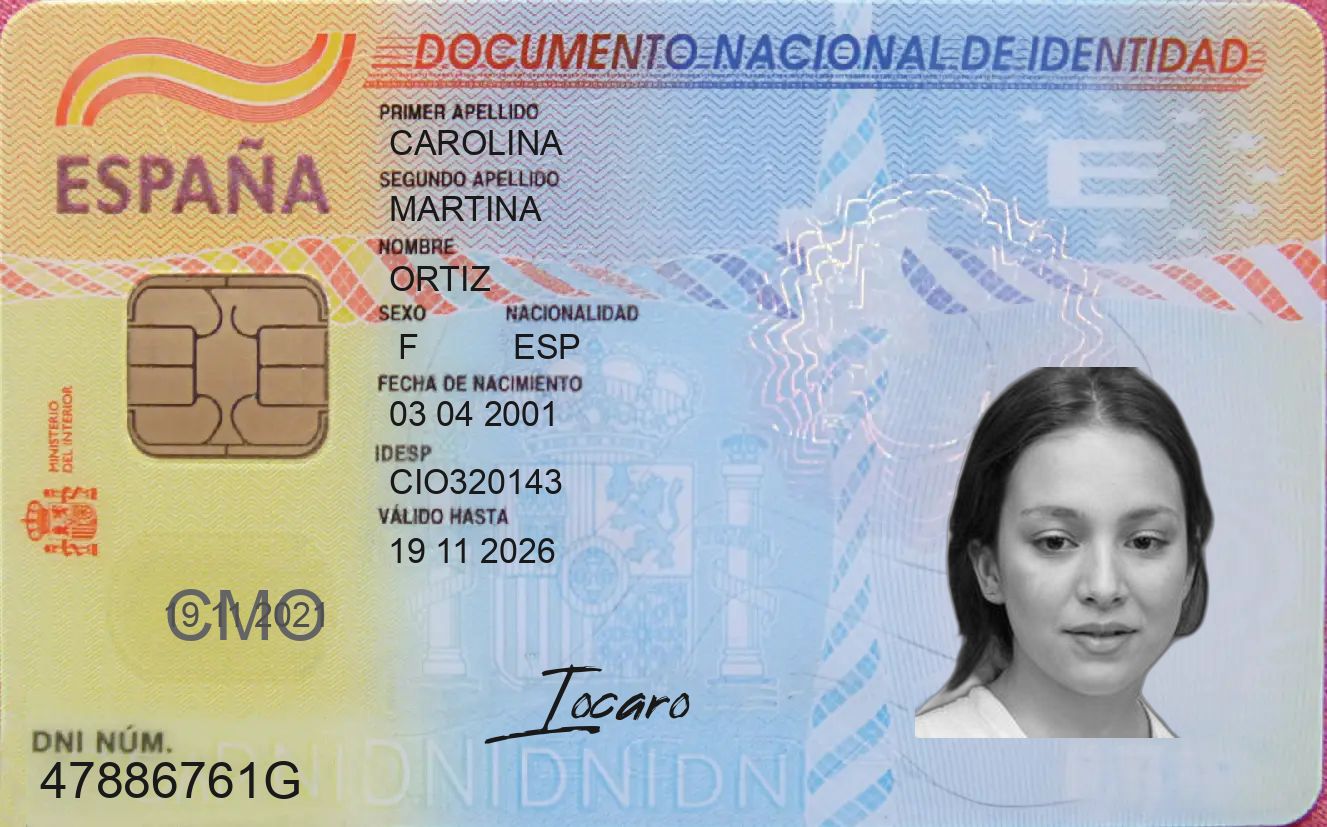 DOCUMENTO NACIONAL DE IDENTIDAD
ESPAÑA
PRIMER APELLIDO
CAROLINA
SEGUNDO APELLIDO
MARTINA
NOMBRE
ORTIZ
SEXO NACIONALIDAD
F ESP
FECHA DE NACIMIENTO
03 04 2001
IDESP
CIO320143
VÁLIDO HASTA
19 11 2026
MINISTERIO
DEL INTERIOR
E
19 11 2021
CMO
Iocaro
DNI NÚM.
47886761G
DNIDNIDNIDNI